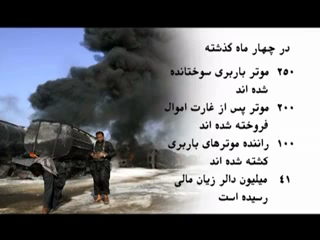 در چهار ماه گذشته
۲۵۰ موتر باربری سوختانده
شده اند
۲۰۰ موتر پس از غارت اموال
فروخته شده اند
۱۰۰ راننده موترهای باربری
کشته شده اند
۴۱ میلیون دالر زیان مالی
رسیده است